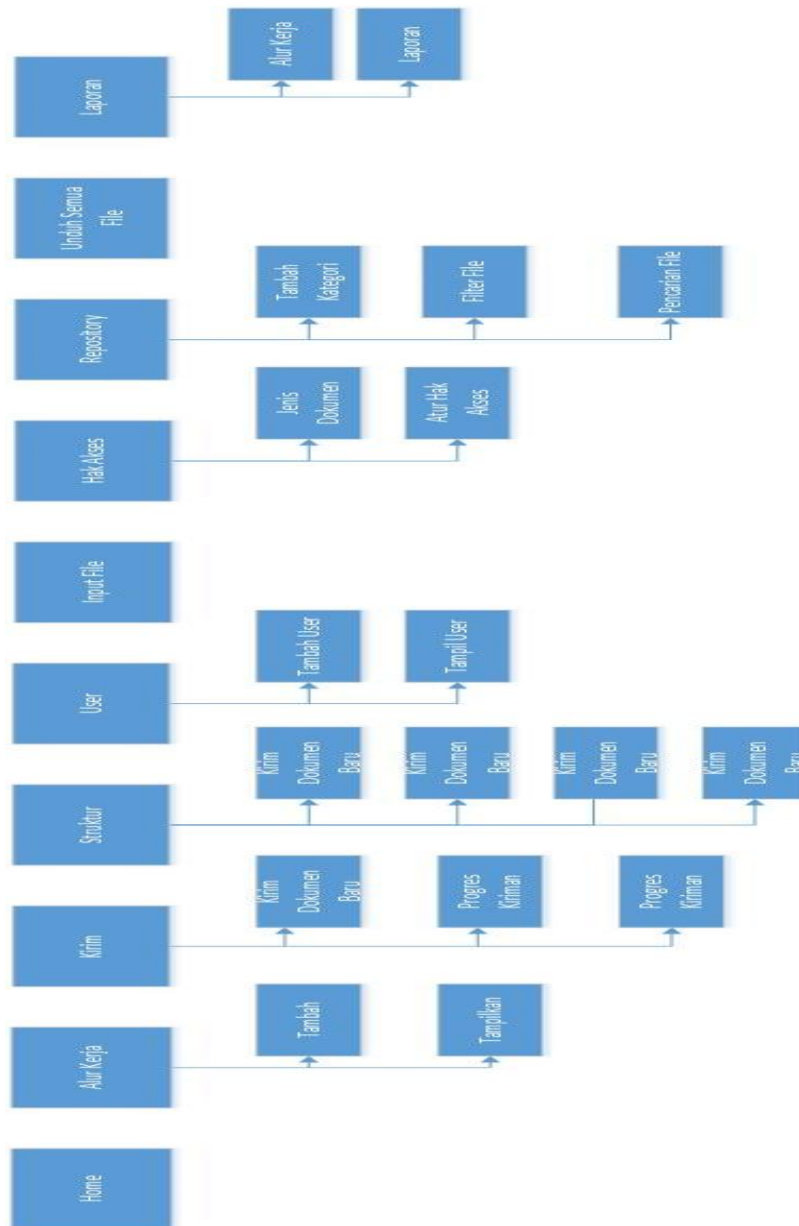 Home
Alur Kerja
Kirim
Struktur
User
Input File
Hak Akses
Repository
Unduh Semua
File
Laporan
Tambah
Tampilkan
Kirim
Dokumen
Baru
Progres
Kiriman
Progres
Kiriman
Kirim
Dokumen
Baru
Kirim
Dokumen
Baru
Kirim
Dokumen
Baru
Kirim
Dokumen
Baru
Tambah User
Tampil User
Jenis
Dokumen
Atur Hak
Akses
Tambah
Kategori
Filter File
Pencarian File
Alur Kerja
Laporan